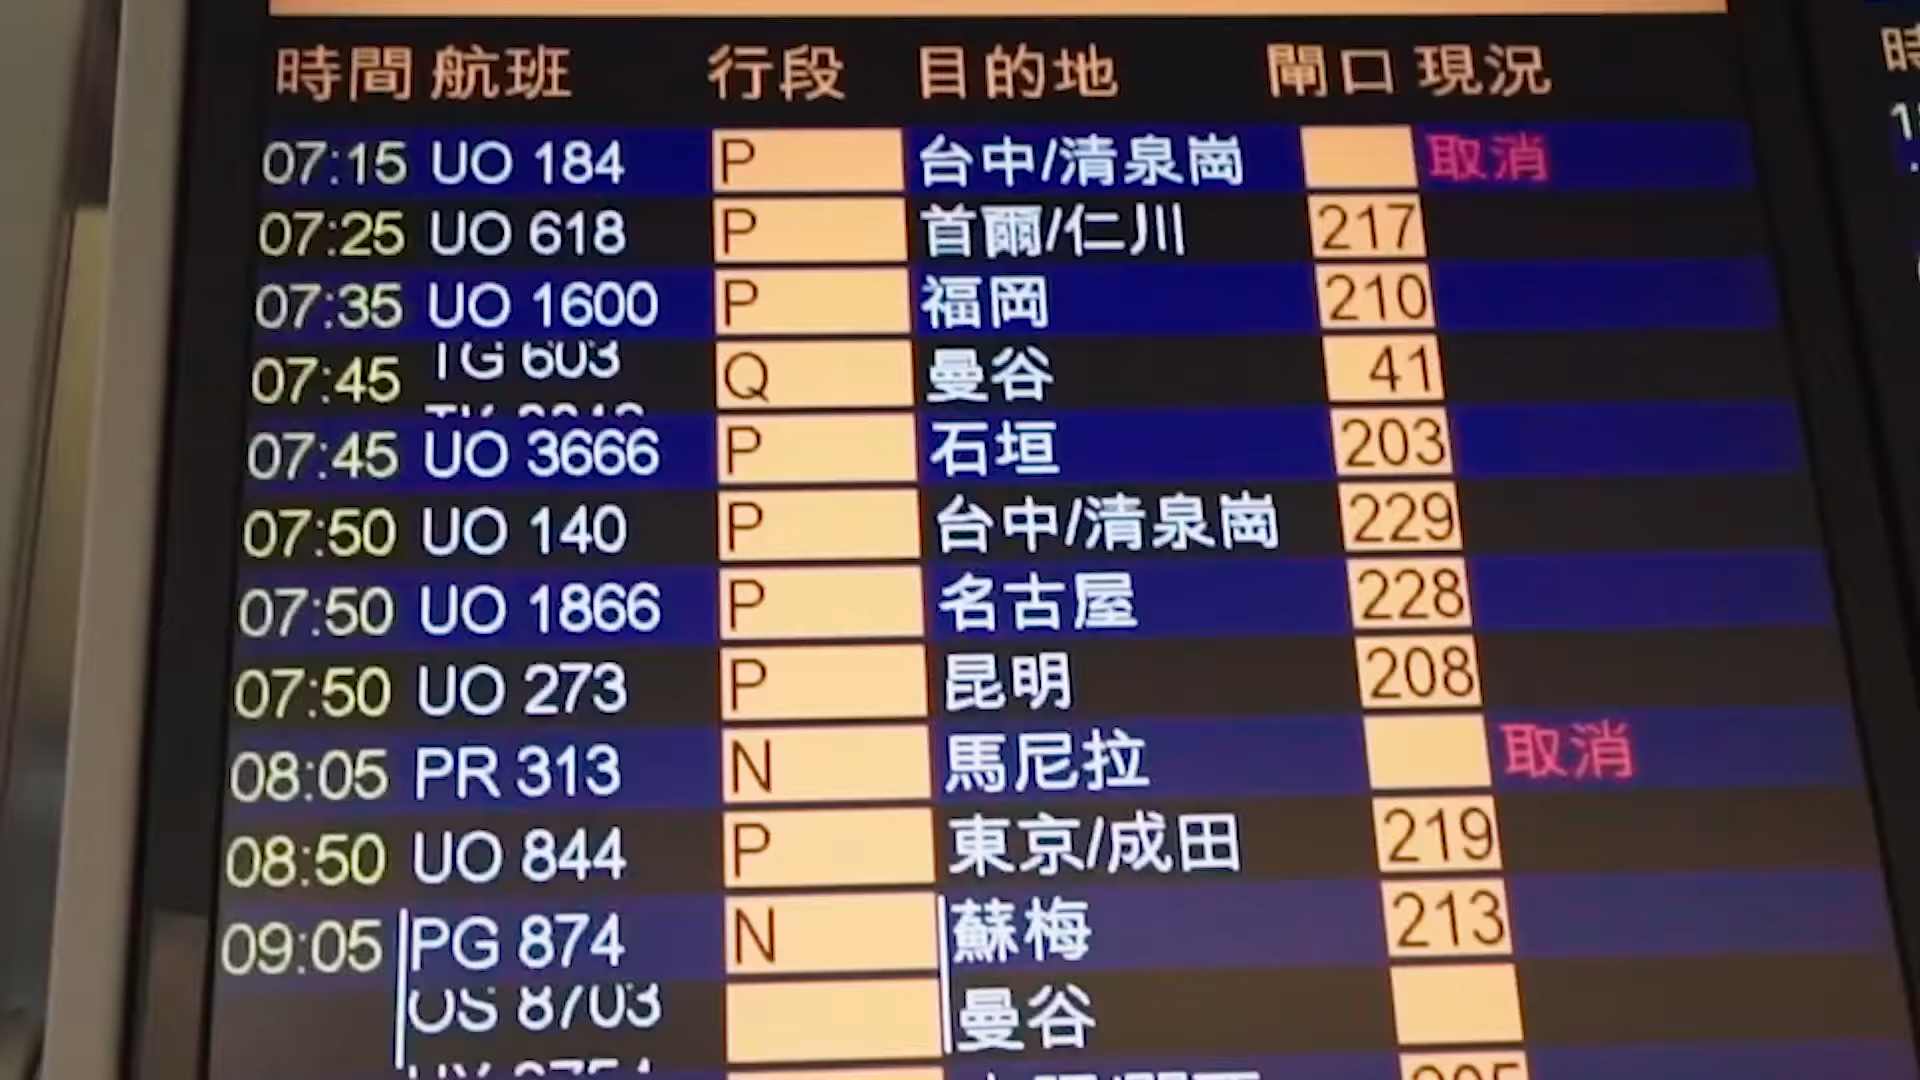 時間 航班 行段 目的地 閘口 現況
07:15 UO 184 P 台中/清泉崗 取消
07:25 UO 618 P 首爾/仁川 217
07:35 UO 1600 P 福岡 210
07:45 TG 603 Q 曼谷 41
07:45 UO 3666 P 石垣 203
07:50 UO 140 P 台中/清泉崗 229
07:50 UO 1866 P 名古屋 228
07:50 UO 273 P 昆明 208
08:05 PR 313 N 馬尼拉 取消
08:50 UO 844 P 東京/成田 219
09:05 PG 874 N 蘇梅 213
OS 8703 曼谷